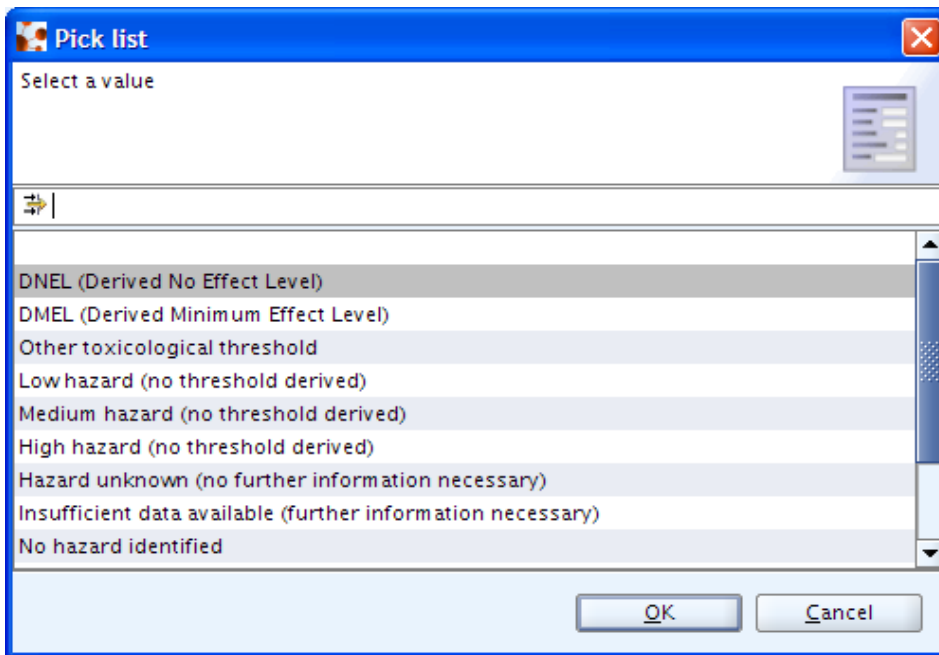 Pick list
Select a value
DNEL (Derived No Effect Level)
DMEL (Derived Minimum Effect Level)
Other toxicological threshold
Low hazard (no threshold derived)
Medium hazard (no threshold derived)
High hazard (no threshold derived)
Hazard unknown (no further information necessary)
Insufficient data available (further information necessary)
No hazard identified
OK Cancel